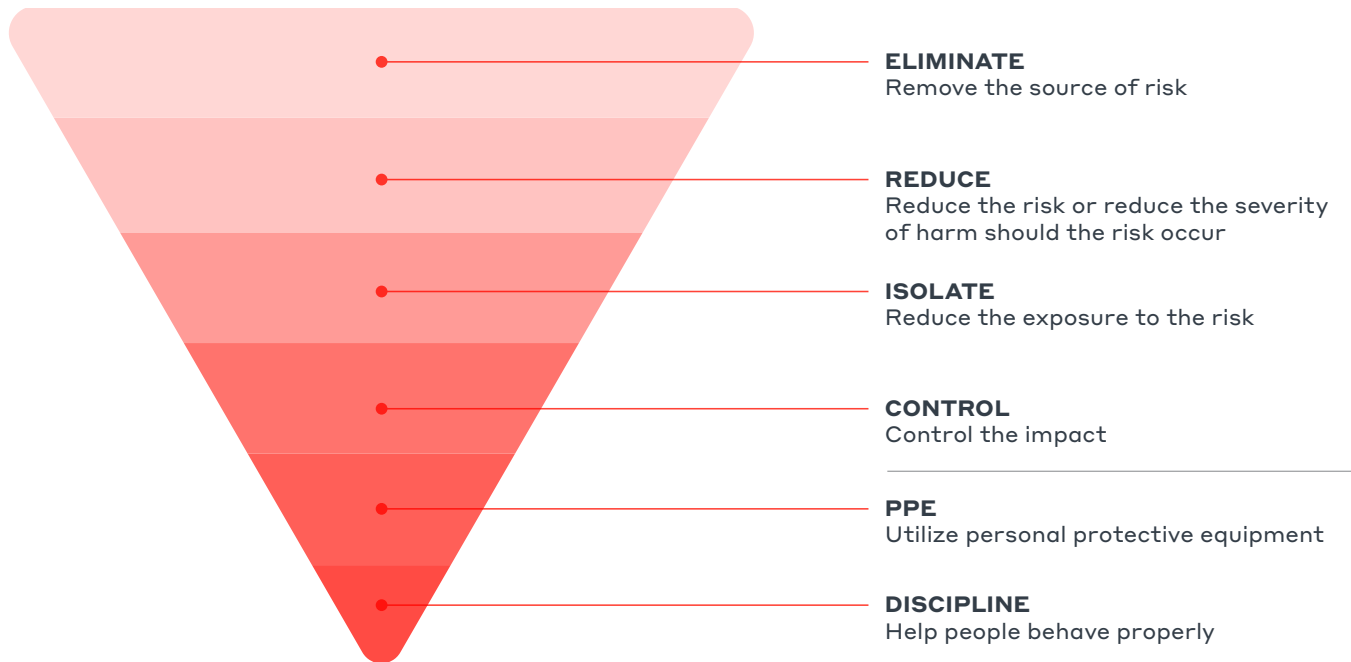 ELIMINATE
Remove the source of risk
REDUCE
Reduce the risk or reduce the severity
of harm should the risk occur
ISOLATE
Reduce the exposure to the risk
CONTROL
Control the impact
PPE
Utilize personal protective equipment
DISCIPLINE
Help people behave properly